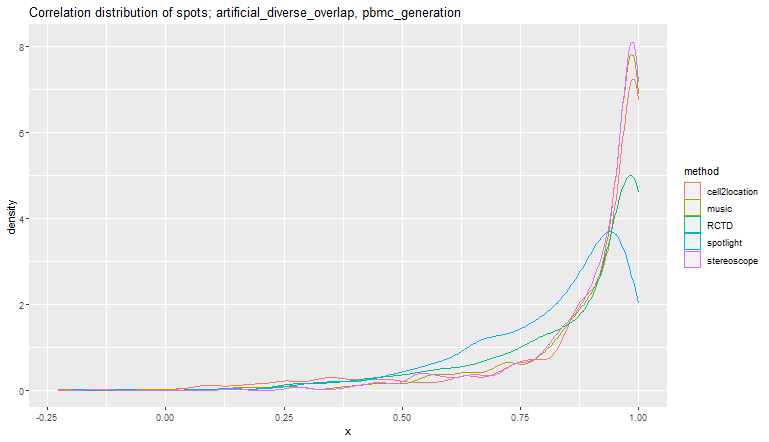 Correlation distribution of spots; artificial_diverse_overlap, pbmc_generation
density
8
6
4
2
0
-0.25
0.00
0.25
0.50
0.75
1.00
x
method
cell2location
music
RCTD
spotlight
stereoscope